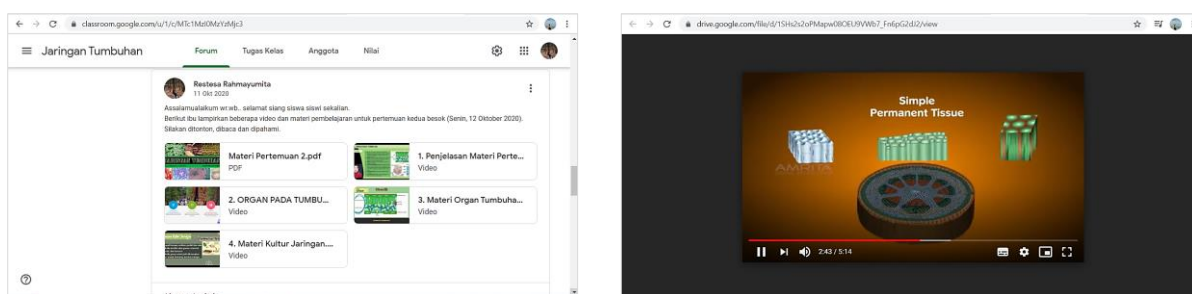 classroom.google.com/u/1/c/MTc1MzI0MzYzMjc3
Jaringan Tumbuhan
Forum
Tugas Kelas
Anggota
Nilai
Restesa Rahmayumita
11 Okt 2020
Assalamualaikum wr.wb.. selamat siang siswa siswi sekalian.
Berikut Ibu lampirkan beberapa video dan materi pembelajaran untuk pertemuan kedua besok (Senin, 12 Oktober 2020).
Silakan ditonton, dibaca dan dipahami.
Materi Pertemuan 2.pdf
PDF
1. Penjelasan Materi Perte...
Video
2. ORGAN PADA TUMBU...
Video
3. Materi Organ Tumbuha...
Video
4. Materi Kultur Jaringan....
Video
drive.google.com/file/d/
/view
Simple
Permanent Tissue
AMRITA
2:43 / 5:14